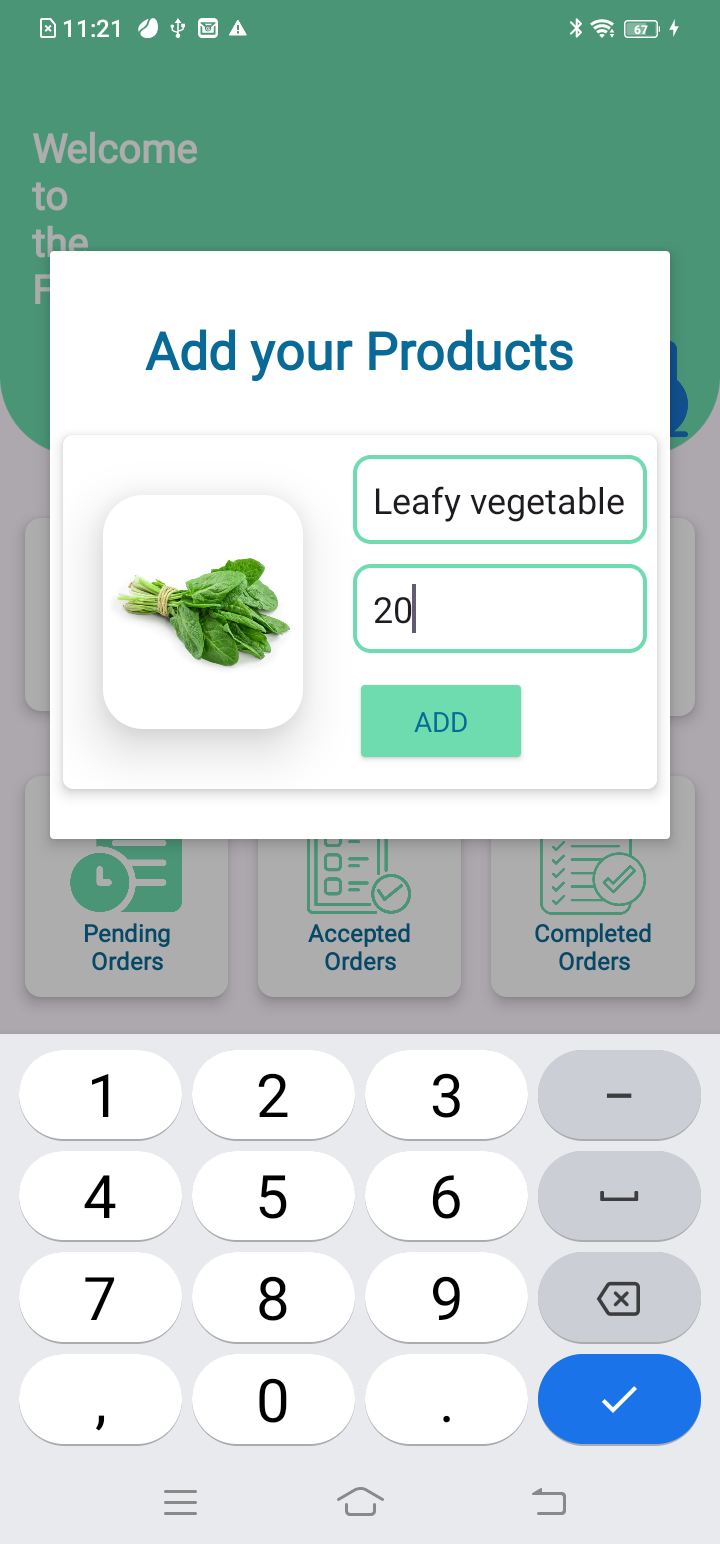 11:21
67
Welcome
to
the
F
Add your Products
Leafy vegetable
20
ADD
Pending
Orders
Accepted
Orders
Completed
Orders
1 2 3 –
4 5 6
7 8 9
, 0 .